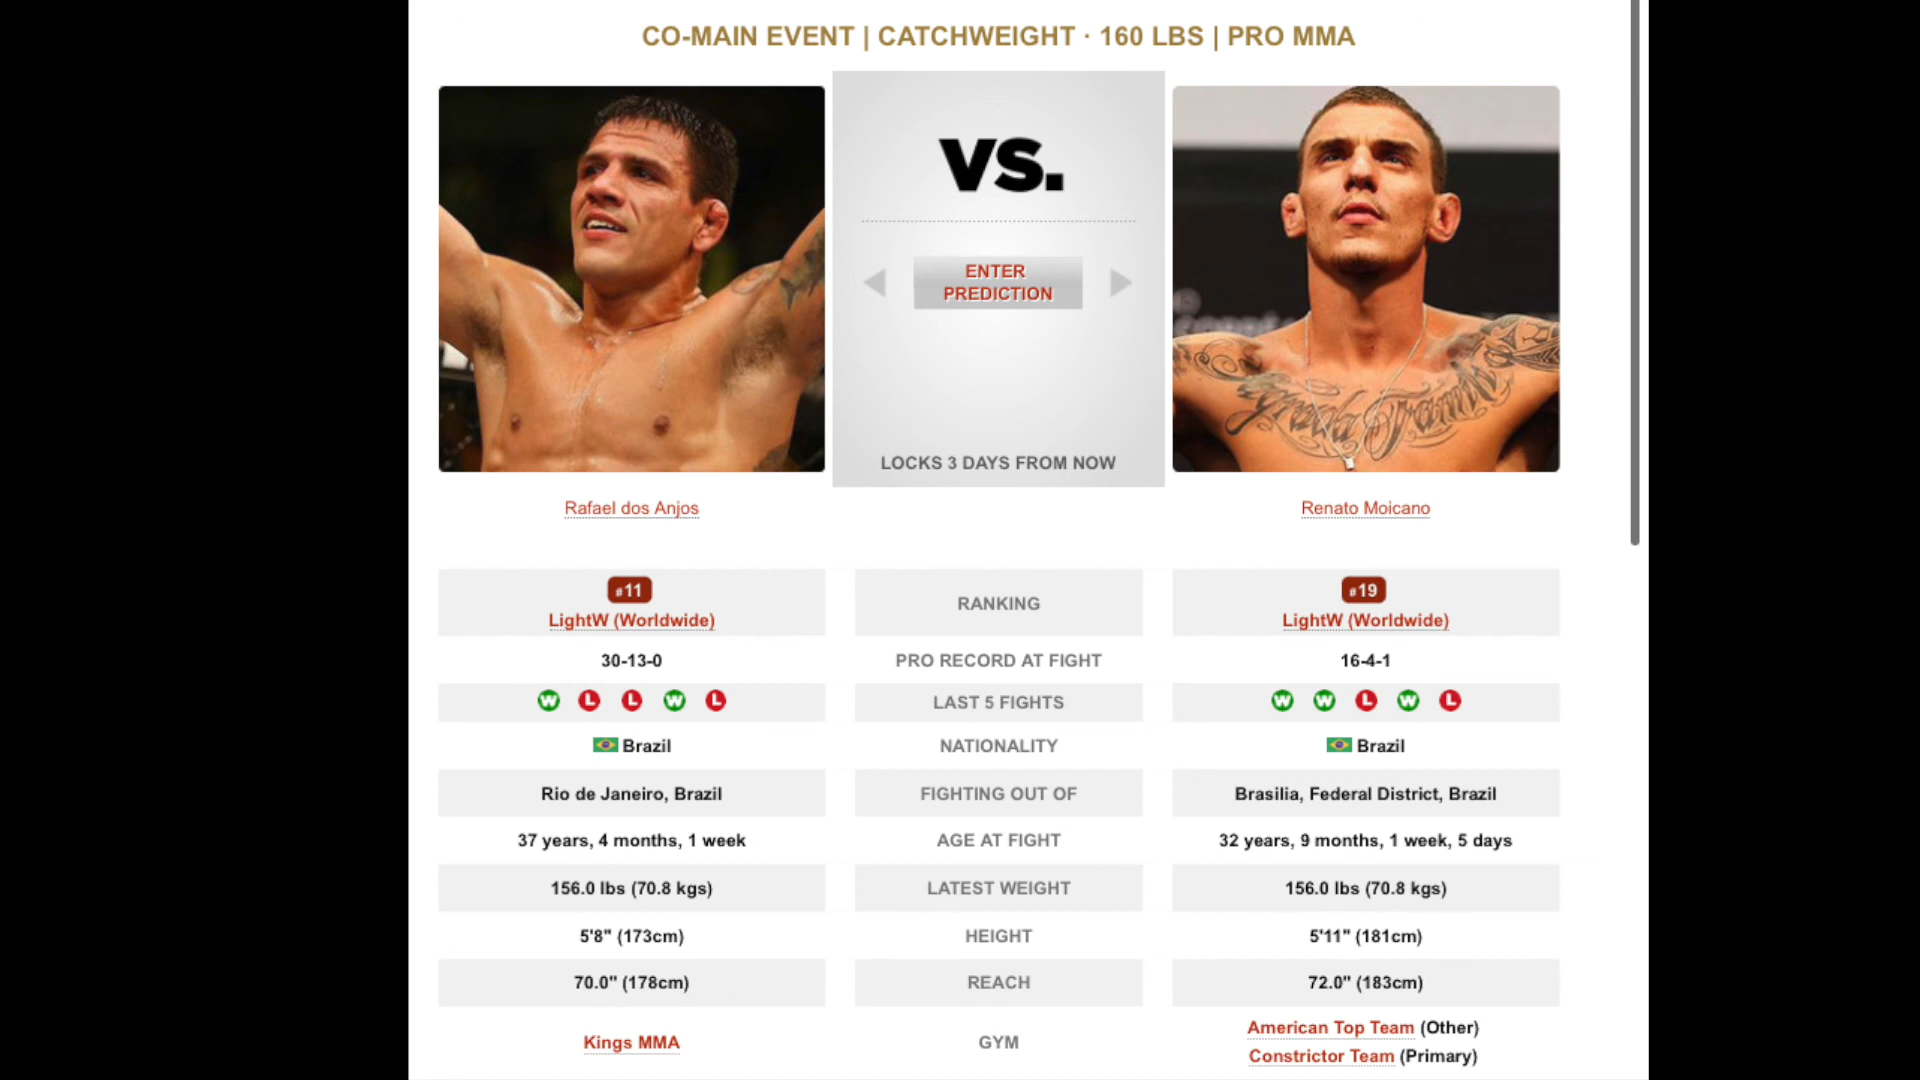 CO-MAIN EVENT | CATCHWEIGHT · 160 LBS | PRO MMA
VS.
ENTER
PREDICTION
LOCKS 3 DAYS FROM NOW
Rafael dos Anjos
Renato Moicano
#11
LightW (Worldwide)
RANKING
#19
LightW (Worldwide)
30-13-0
PRO RECORD AT FIGHT
16-4-1
W L L W L
LAST 5 FIGHTS
W W L W L
Brazil
NATIONALITY
Brazil
Rio de Janeiro, Brazil
FIGHTING OUT OF
Brasilia, Federal District, Brazil
37 years, 4 months, 1 week
AGE AT FIGHT
32 years, 9 months, 1 week, 5 days
156.0 lbs (70.8 kgs)
LATEST WEIGHT
156.0 lbs (70.8 kgs)
5'8" (173cm)
HEIGHT
5'11" (181cm)
70.0" (178cm)
REACH
72.0" (183cm)
Kings MMA
GYM
American Top Team (Other)
Constrictor Team (Primary)